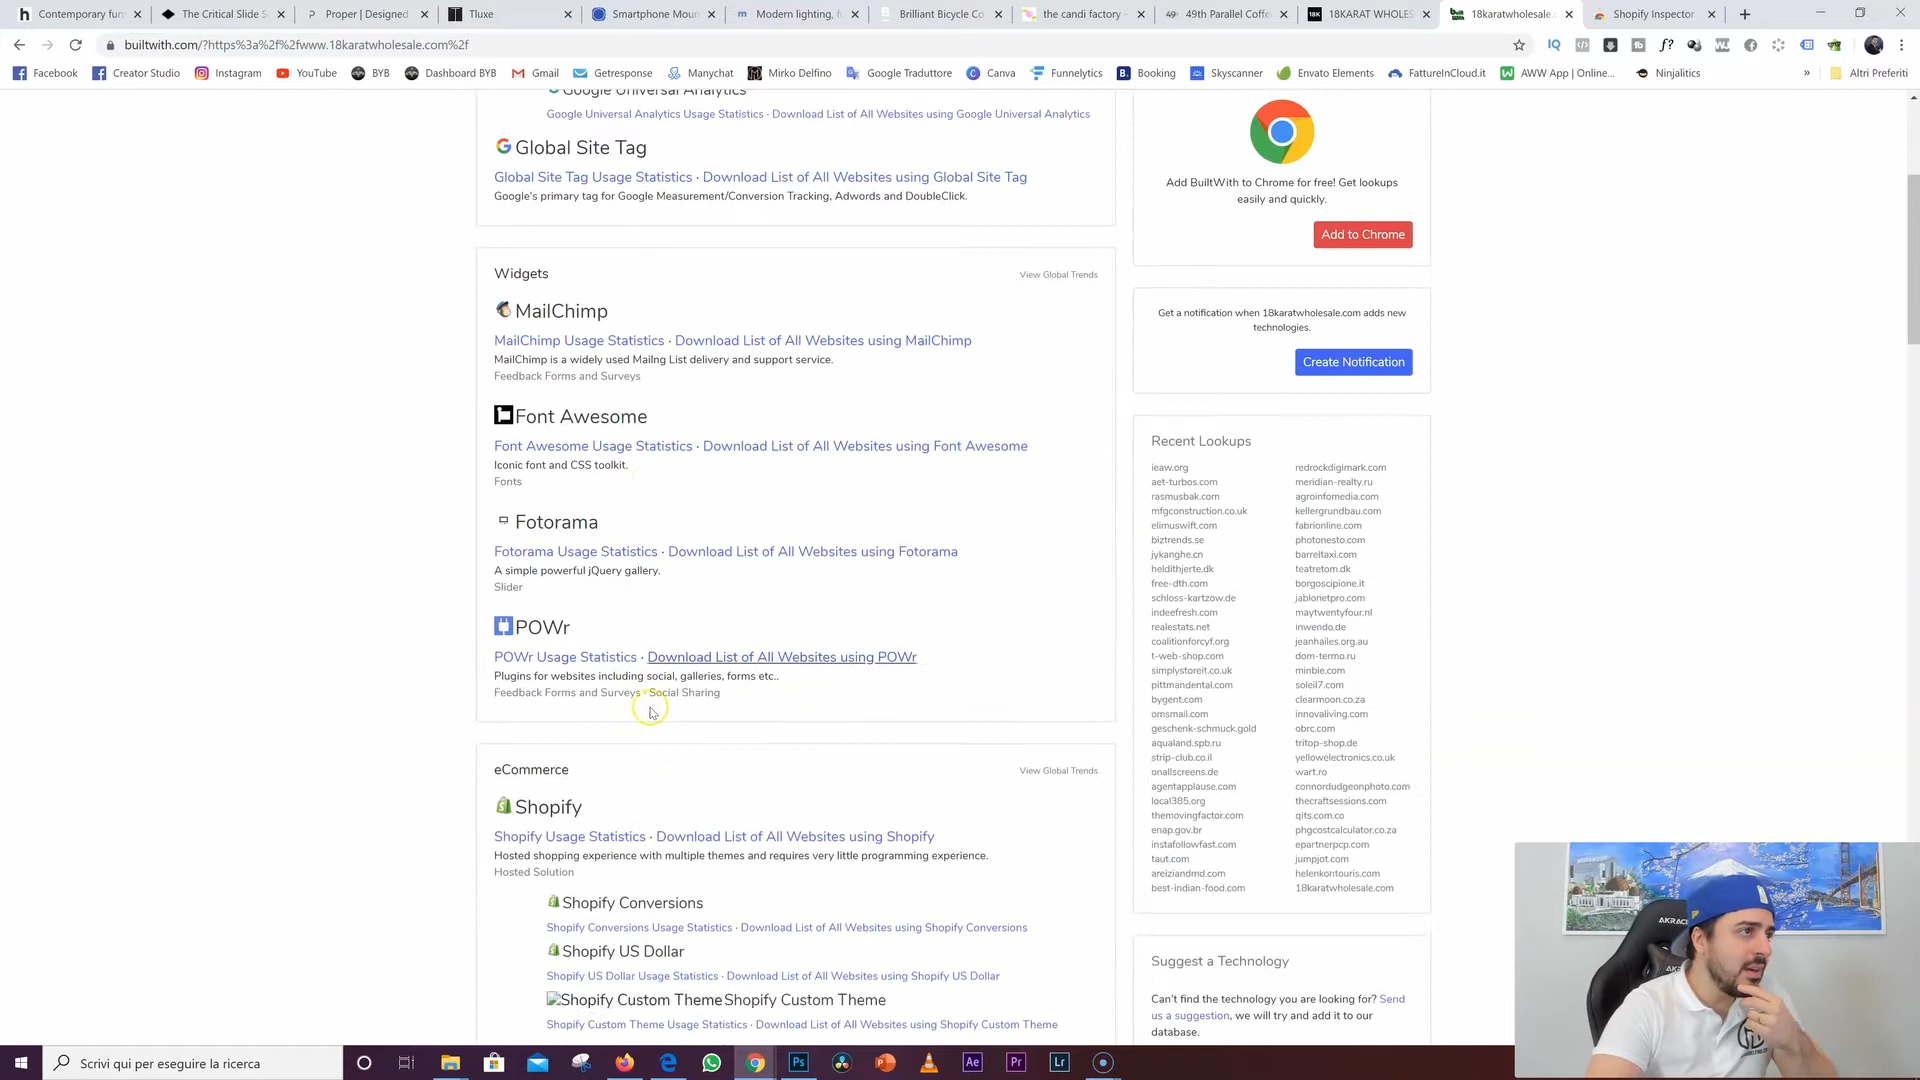 Contemporary furn
The Critical Slide S
Proper | Designed
Tluxe
Smartphone Moun
Modern lighting, f
Brilliant Bicycle Co
the candi factory -
49th Parallel Coffe
18KARAT WHOLES
18karatwholesale.c
Shopify Inspector
builtwith.com/?https%3a%2f%2fwww.18karatwholesale.com%2f
Facebook
Creator Studio
Instagram
YouTube
BYB
Dashboard BYB
Gmail
Getresponse
Manychat
Mirko Delfino
Google Traduttore
Canva
Funnelytics
Booking
Skyscanner
Envato Elements
FattureInCloud.it
AWW App | Online...
Ninjalitics
»
Altri Preferiti
Google Universal Analytics
Google Universal Analytics Usage Statistics · Download List of All Websites using Google Universal Analytics
Global Site Tag
Global Site Tag Usage Statistics · Download List of All Websites using Global Site Tag
Google's primary tag for Google Measurement/Conversion Tracking, Adwords and DoubleClick.
Widgets
View Global Trends
MailChimp
MailChimp Usage Statistics · Download List of All Websites using MailChimp
MailChimp is a widely used Mailng List delivery and support service.
Feedback Forms and Surveys
Font Awesome
Font Awesome Usage Statistics · Download List of All Websites using Font Awesome
Iconic font and CSS toolkit.
Fonts
Fotorama
Fotorama Usage Statistics · Download List of All Websites using Fotorama
A simple powerful jQuery gallery.
Slider
POWr
POWr Usage Statistics · Download List of All Websites using POWr
Plugins for websites including social, galleries, forms etc..
Feedback Forms and Surveys · Social Sharing
eCommerce
View Global Trends
Shopify
Shopify Usage Statistics · Download List of All Websites using Shopify
Hosted shopping experience with multiple themes and requires very little programming experience.
Hosted Solution
Shopify Conversions
Shopify Conversions Usage Statistics · Download List of All Websites using Shopify Conversions
Shopify US Dollar
Shopify US Dollar Usage Statistics · Download List of All Websites using Shopify US Dollar
Shopify Custom Theme Shopify Custom Theme
Shopify Custom Theme Usage Statistics · Download List of All Websites using Shopify Custom Theme
Add BuiltWith to Chrome for free! Get lookups
easily and quickly.
Add to Chrome
Get a notification when 18karatwholesale.com adds new
technologies.
Create Notification
Recent Lookups
ieaw.org redrockdigimark.com
aet-turbos.com meridian-realty.ru
rasmusbak.com agroinfomedia.com
mfgconstruction.co.uk kellergrundbau.com
elimuswift.com fabrionline.com
biztrends.se photonesto.com
jykanghe.cn barreltaxi.com
heldithjerte.dk teatretom.dk
free-dth.com borgoscipione.it
schloss-kartzow.de jablonetpro.com
indeefresh.com maytwentyfour.nl
realestats.net inwendo.de
coalitionforcyf.org jeanhailes.org.au
t-web-shop.com dom-termo.ru
simplystoreit.co.uk minbie.com
pittmandental.com soleil7.com
bygent.com clearmoon.co.za
omsmail.com innovaliving.com
geschenk-schmuck.gold obrc.com
aqualand.spb.ru tritop-shop.de
strip-club.co.il yellowelectronics.co.uk
onallscreens.de wart.ro
agentapplause.com connordudgeonphoto.com
local385.org thecraftsessions.com
themovingfactor.com qits.com.co
enap.gov.br phgcostcalculator.co.za
instafollowfast.com epartnerpcp.com
taut.com jumpjot.com
areiziandmd.com helenkontouris.com
best-indian-food.com 18karatwholesale.com
Suggest a Technology
Can't find the technology you are looking for? Send
us a suggestion, we will try and add it to our
database.
AKRAC
Scrivi qui per eseguire la ricerca
Ps
Ae
Pr
Lr